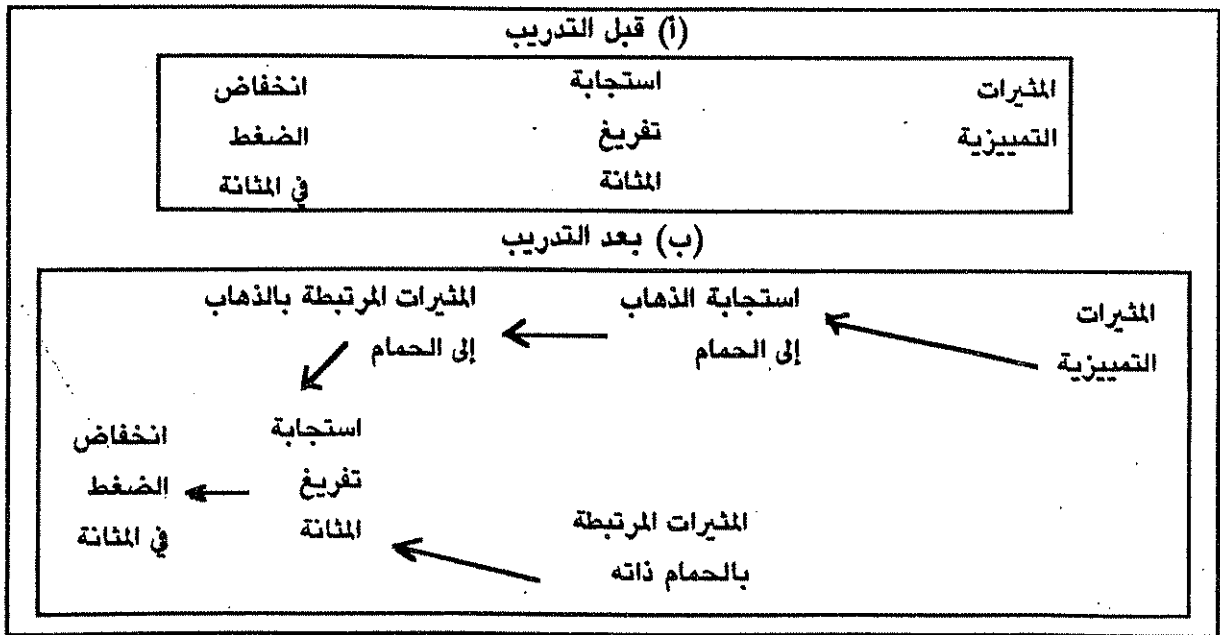 (أ) قبل التدريب
المثيرات
التمييزية
استجابة
تفريغ
المثانة
انخفاض
الضغط
في المثانة
(ب) بعد التدريب
المثيرات
التمييزية
استجابة الذهاب
إلى الحمام
المثيرات المرتبطة بالذهاب
إلى الحمام
استجابة
تفريغ
المثانة
انخفاض
الضغط
في المثانة
المثيرات المرتبطة
بالحمام ذاته